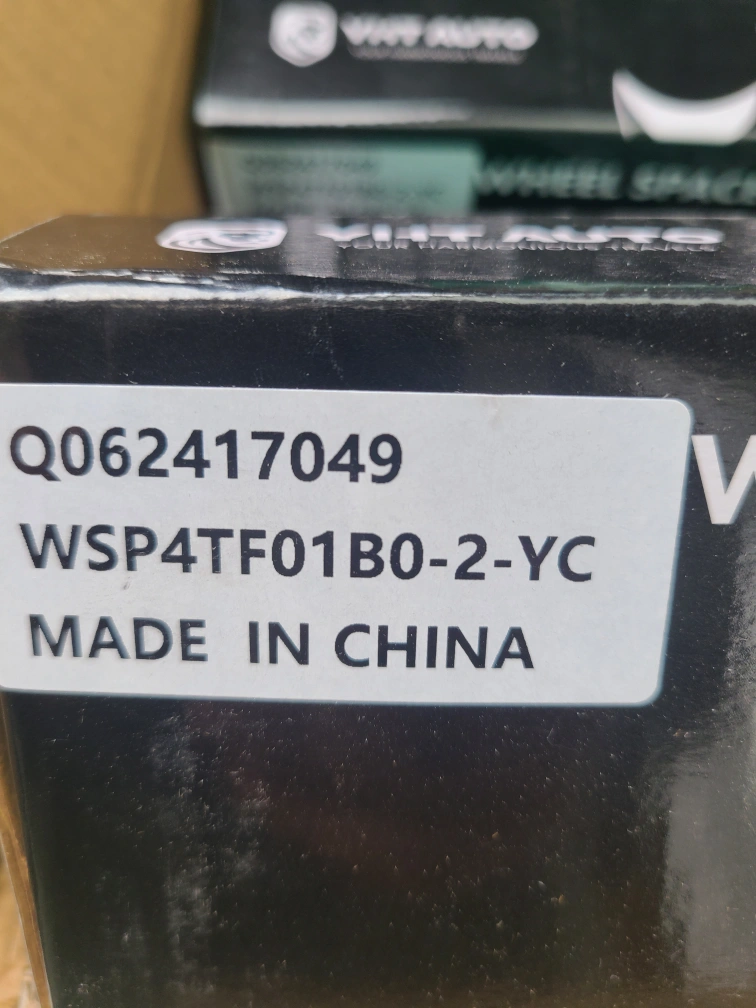 VHT AUTO
WHEEL SPAC
VHT AUTO
Q062417049
WSP4TF01B0-2-YC
MADE IN CHINA
W